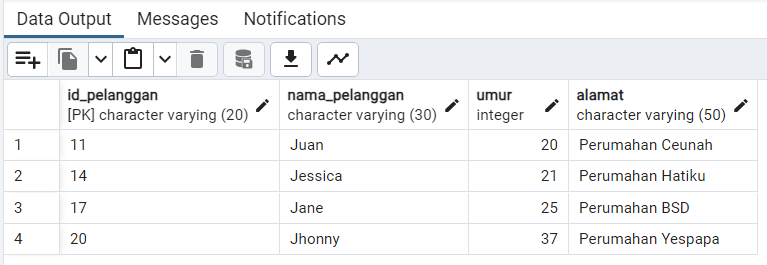 Data Output Messages Notifications
id_pelanggan nama_pelanggan umur alamat
[PK] character varying (20) character varying (30) integer character varying (50)
1 11 Juan 20 Perumahan Ceunah
2 14 Jessica 21 Perumahan Hatiku
3 17 Jane 25 Perumahan BSD
4 20 Jhonny 37 Perumahan Yespapa